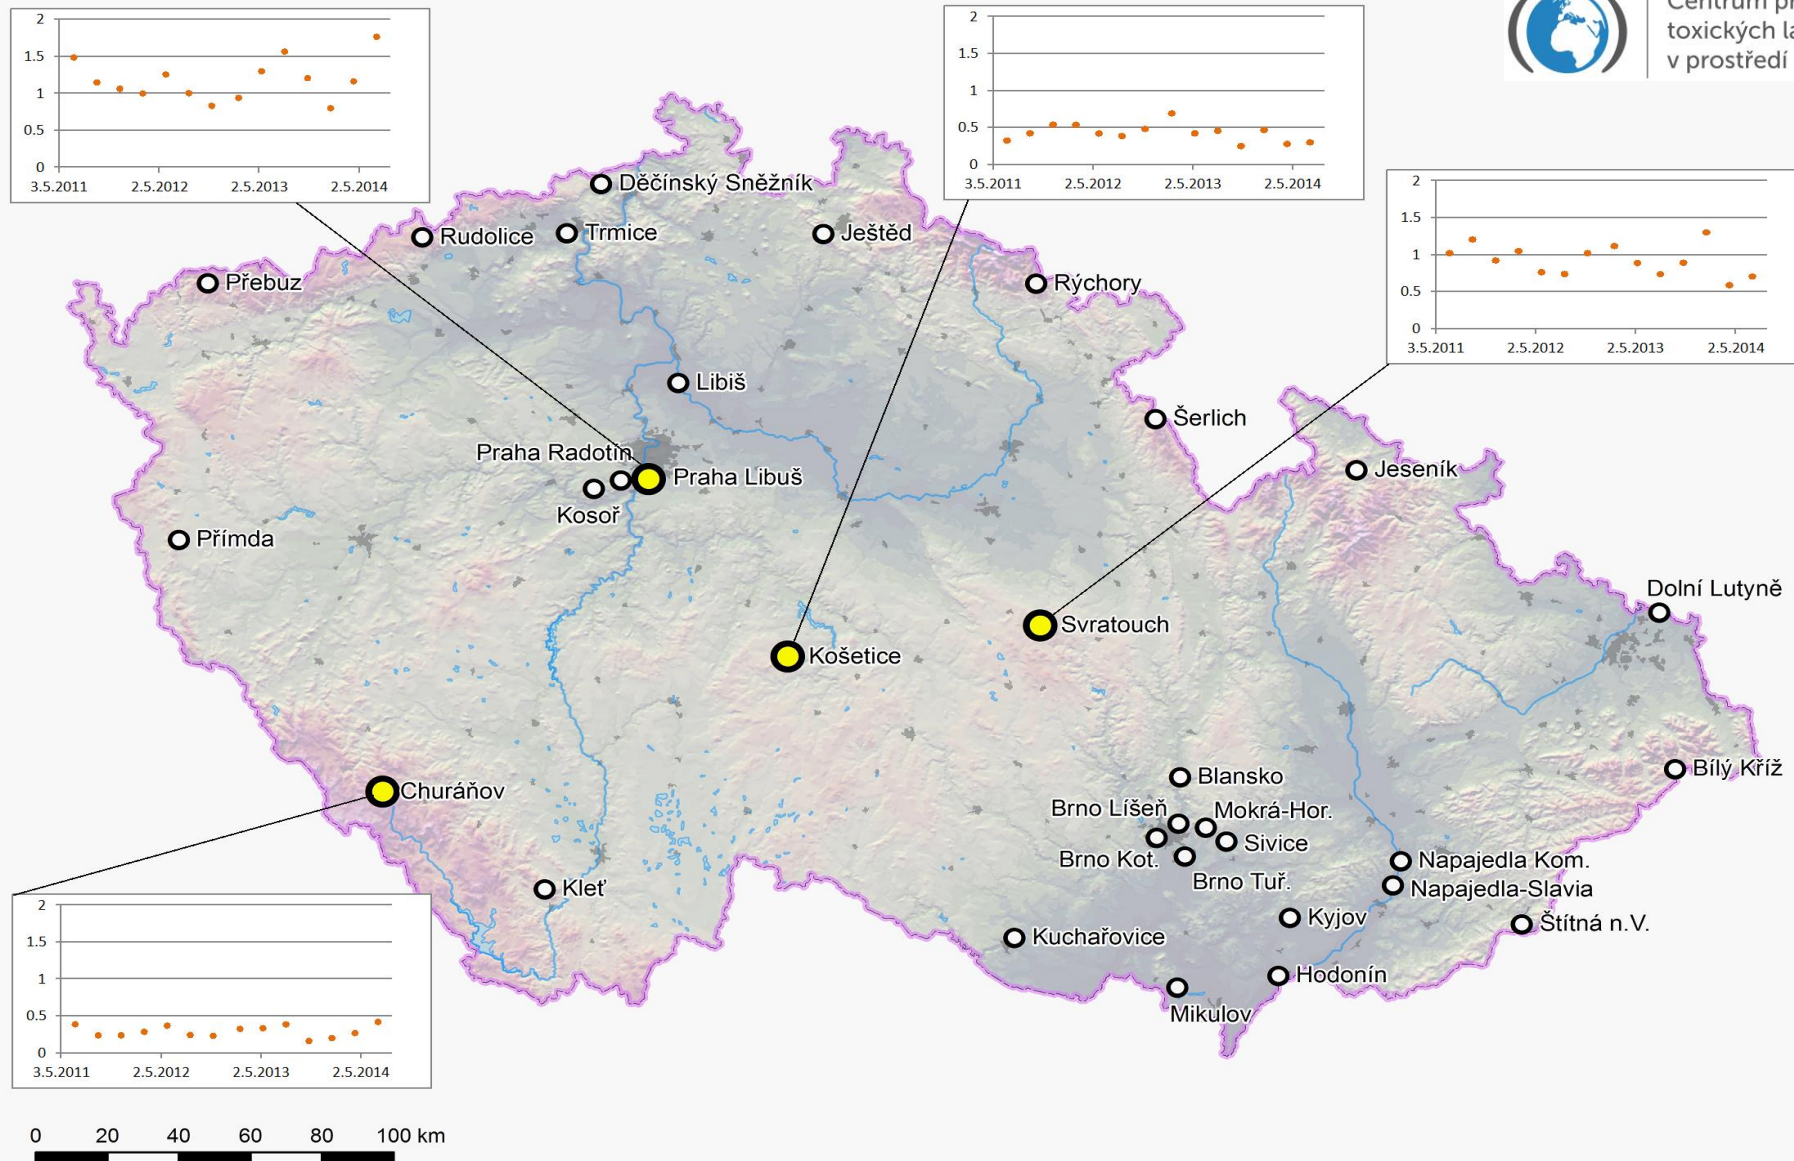 Centrum pr
toxických la
v prostředí
2
1.5
1
0.5
0
3.5.2011 2.5.2012 2.5.2013 2.5.2014
2
1.5
1
0.5
0
3.5.2011 2.5.2012 2.5.2013 2.5.2014
2
1.5
1
0.5
0
3.5.2011 2.5.2012 2.5.2013 2.5.2014
Děčínský Sněžník
Rudolice
Trmice
Ještěd
Přebuz
Rýchory
Libiš
Šerlich
Praha Radotín
Praha Libuš
Jeseník
Kosoř
Přímda
Dolní Lutyně
Svratouch
Košetice
Bílý Kříž
Blansko
Churáňov
Brno Líšeň
Mokrá-Hor.
Sivice
Brno Kot.
Napajedla Kom.
Brno Tuř.
Kleť
Napajedla-Slavia
Kyjov
Štítná n.V.
Kuchařovice
Hodonín
Mikulov
2
1.5
1
0.5
0
3.5.2011 2.5.2012 2.5.2013 2.5.2014
0 20 40 60 80 100 km